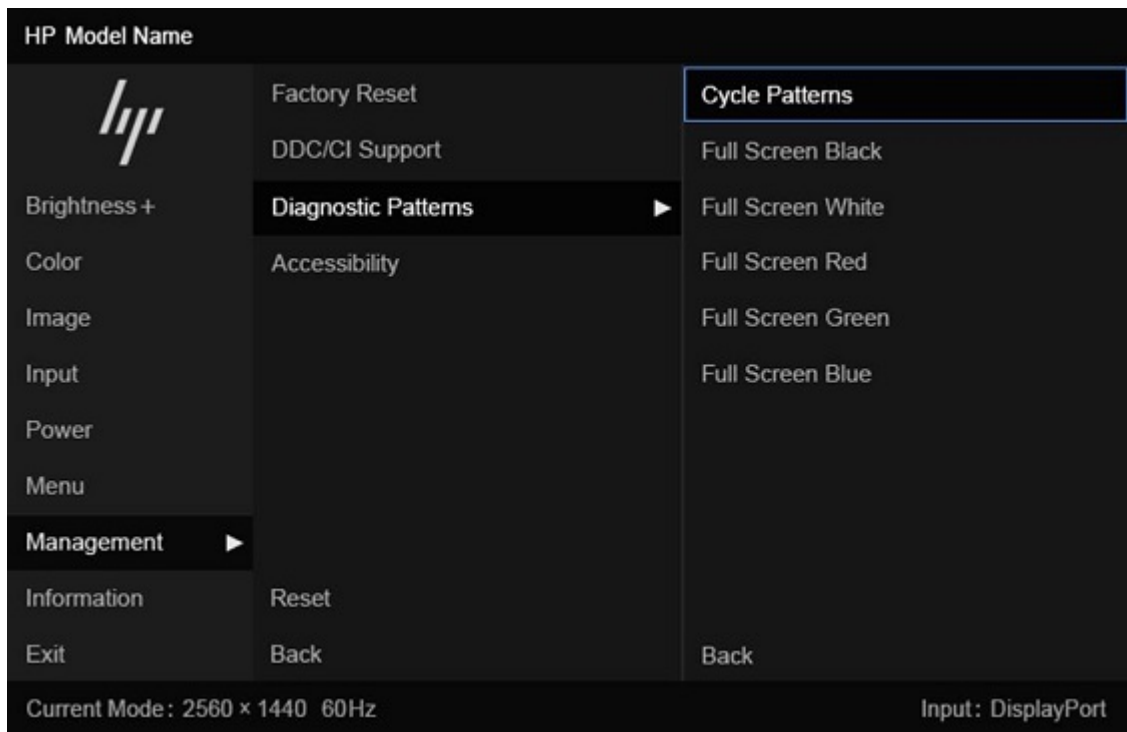 HP Model Name
hp
Brightness +
Color
Image
Input
Power
Menu
Management
Information
Exit
Factory Reset
DDC/CI Support
Diagnostic Patterns
Accessibility
Reset
Back
Cycle Patterns
Full Screen Black
Full Screen White
Full Screen Red
Full Screen Green
Full Screen Blue
Back
Current Mode: 2560 × 1440 60Hz
Input: DisplayPort